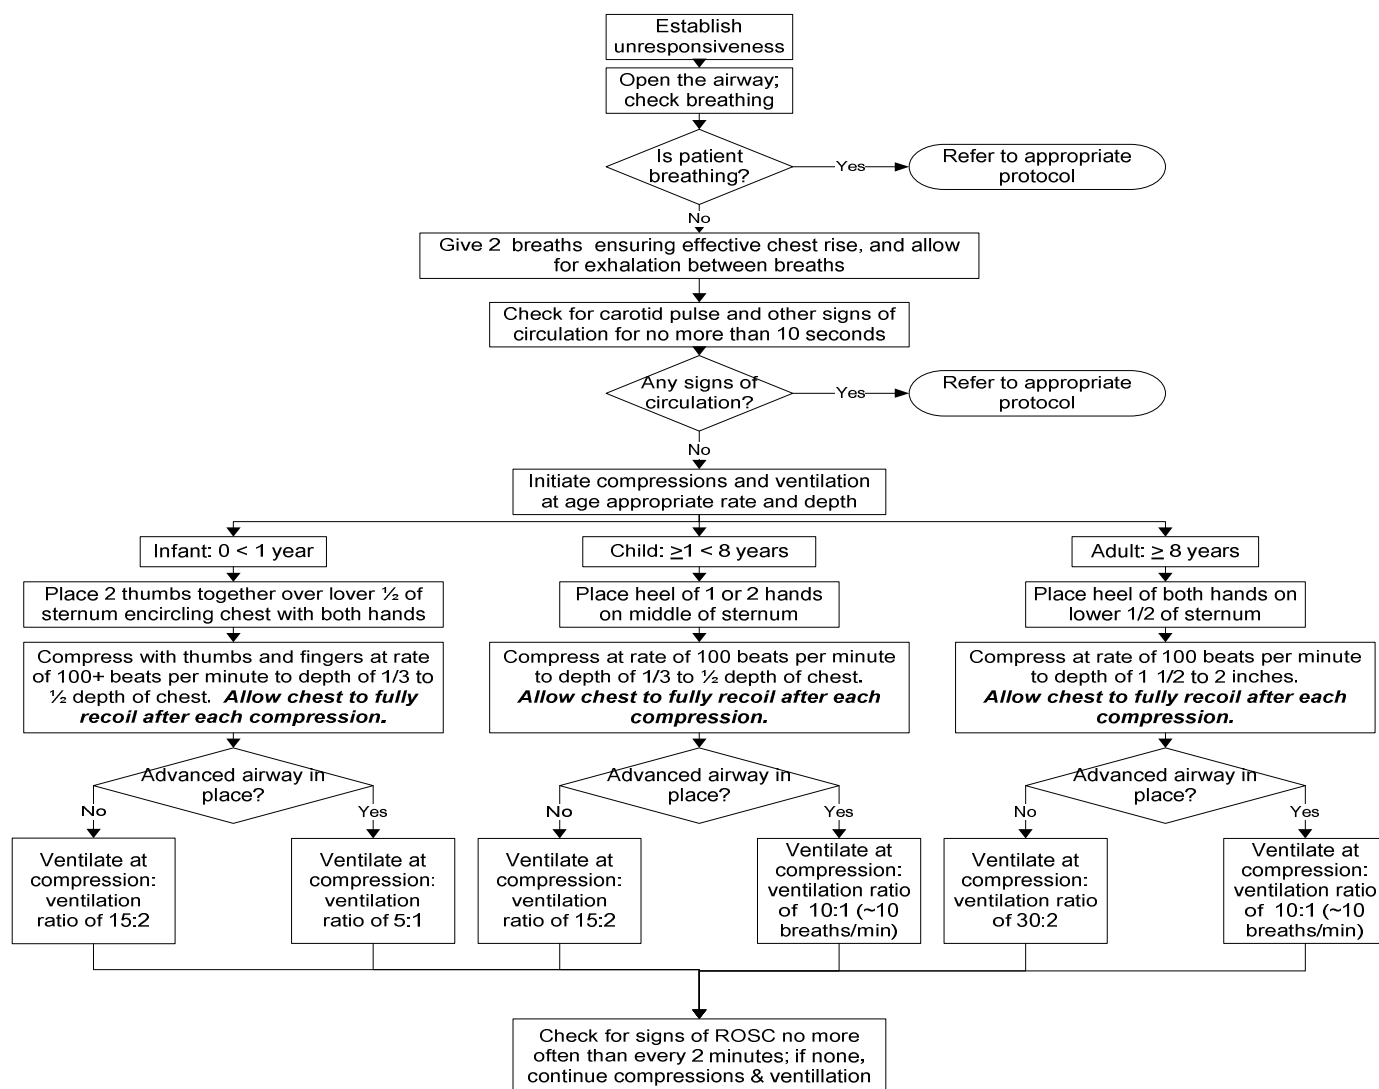 Establish
unresponsiveness
Open the airway;
check breathing
Is patient
breathing?
Yes
Refer to appropriate
protocol
No
Give 2 breaths ensuring effective chest rise, and allow
for exhalation between breaths
Check for carotid pulse and other signs of
circulation for no more than 10 seconds
Any signs of
circulation?
Yes
Refer to appropriate
protocol
No
Initiate compressions and ventilation
at age appropriate rate and depth
Infant: 0 < 1 year
Child: ≥1 < 8 years
Adult: ≥ 8 years
Place 2 thumbs together over lover ½ of
sternum encircling chest with both hands
Place heel of 1 or 2 hands
on middle of sternum
Place heel of both hands on
lower 1/2 of sternum
Compress with thumbs and fingers at rate
of 100+ beats per minute to depth of 1/3 to
½ depth of chest. Allow chest to fully
recoil after each compression.
Compress at rate of 100 beats per minute
to depth of 1/3 to ½ depth of chest.
Allow chest to fully recoil after each
compression.
Compress at rate of 100 beats per minute
to depth of 1 1/2 to 2 inches.
Allow chest to fully recoil after each
compression.
Advanced airway in
place?
No
Yes
Advanced airway in
place?
No
Yes
Advanced airway in
place?
No
Yes
Ventilate at
compression:
ventilation
ratio of 15:2
Ventilate at
compression:
ventilation
ratio of 5:1
Ventilate at
compression:
ventilation
ratio of 15:2
Ventilate at
compression:
ventilation ratio
of 10:1 (~10
breaths/min)
Ventilate at
compression:
ventilation ratio
of 30:2
Ventilate at
compression:
ventilation ratio
of 10:1 (~10
breaths/min)
Check for signs of ROSC no more
often than every 2 minutes; if none,
continue compressions & ventillation